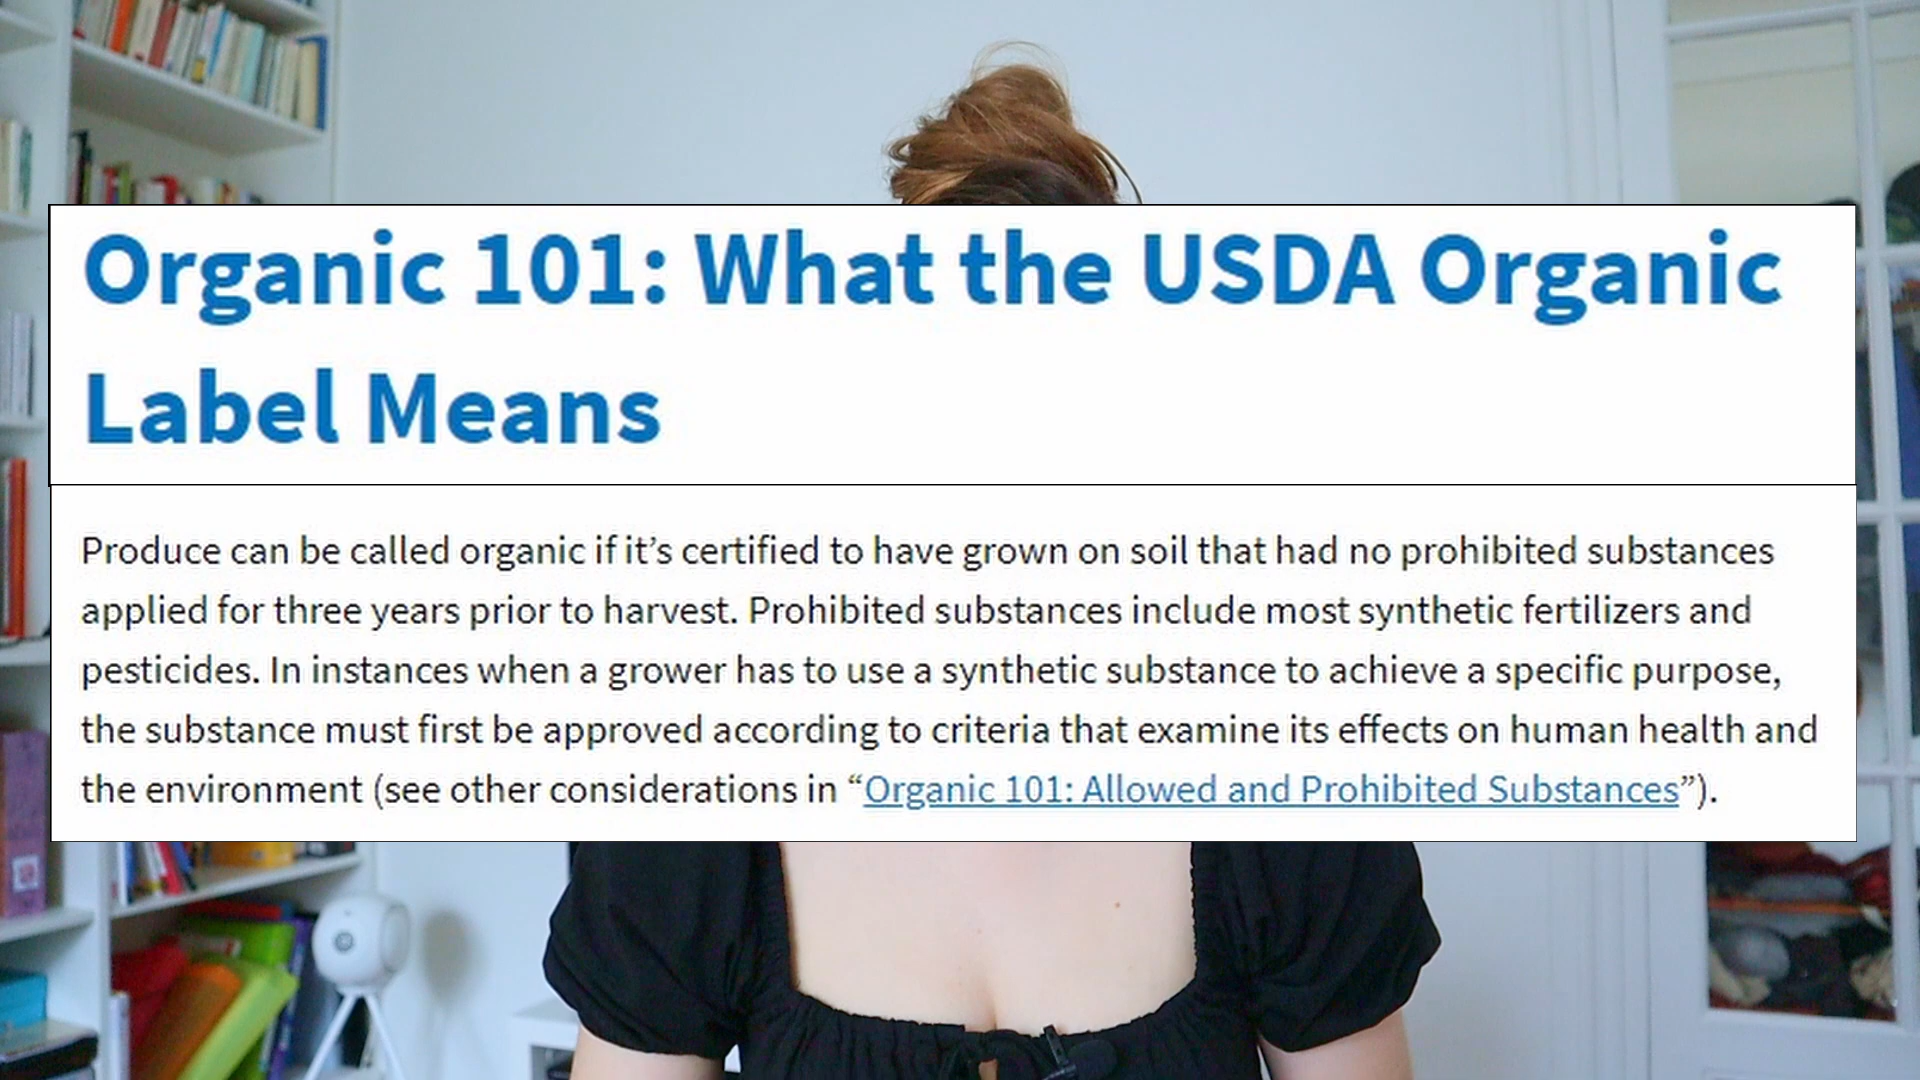 Organic 101: What the USDA Organic
Label Means
Produce can be called organic if it’s certified to have grown on soil that had no prohibited substances
applied for three years prior to harvest. Prohibited substances include most synthetic fertilizers and
pesticides. In instances when a grower has to use a synthetic substance to achieve a specific purpose,
the substance must first be approved according to criteria that examine its effects on human health and
the environment (see other considerations in “Organic 101: Allowed and Prohibited Substances”).